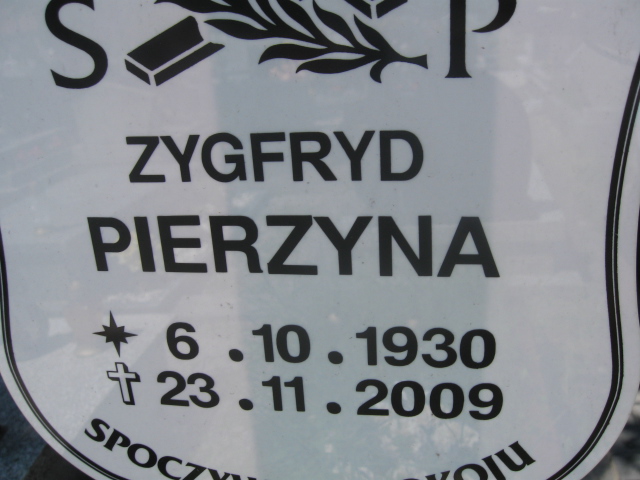 S P
ZYGFRYD
PIERZYNA
6.10.1930
23.11.2009